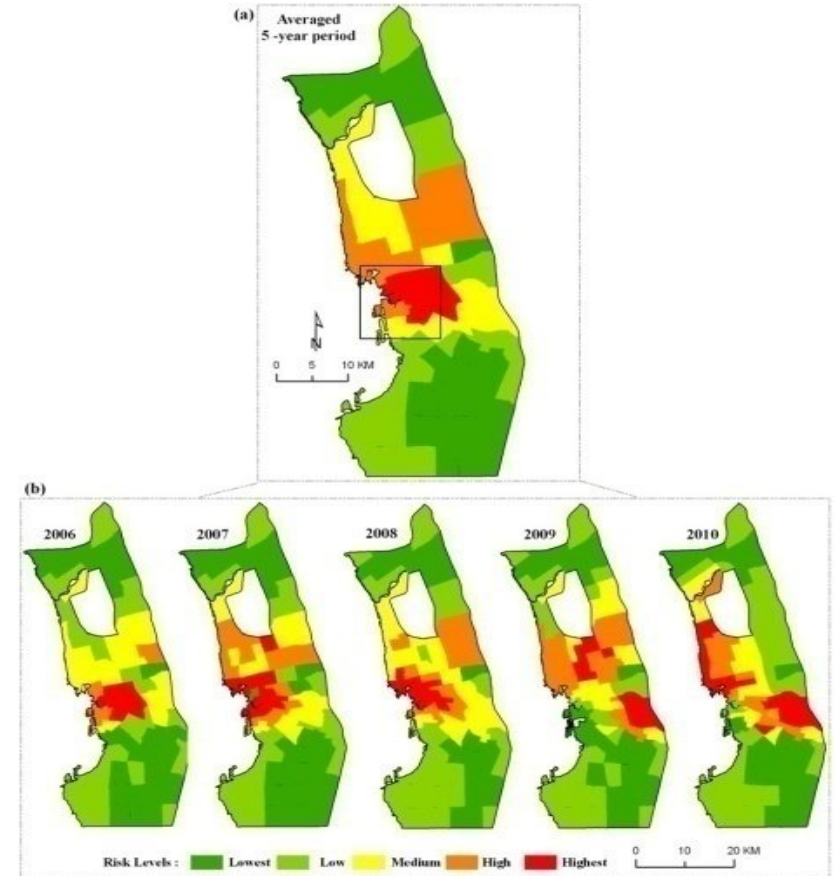 (a)
Averaged
5 -year period
N
0 5 10 KM
(b)
2006 2007 2008 2009 2010
Risk Levels : Lowest Low Medium High Highest
0 10 20 KM